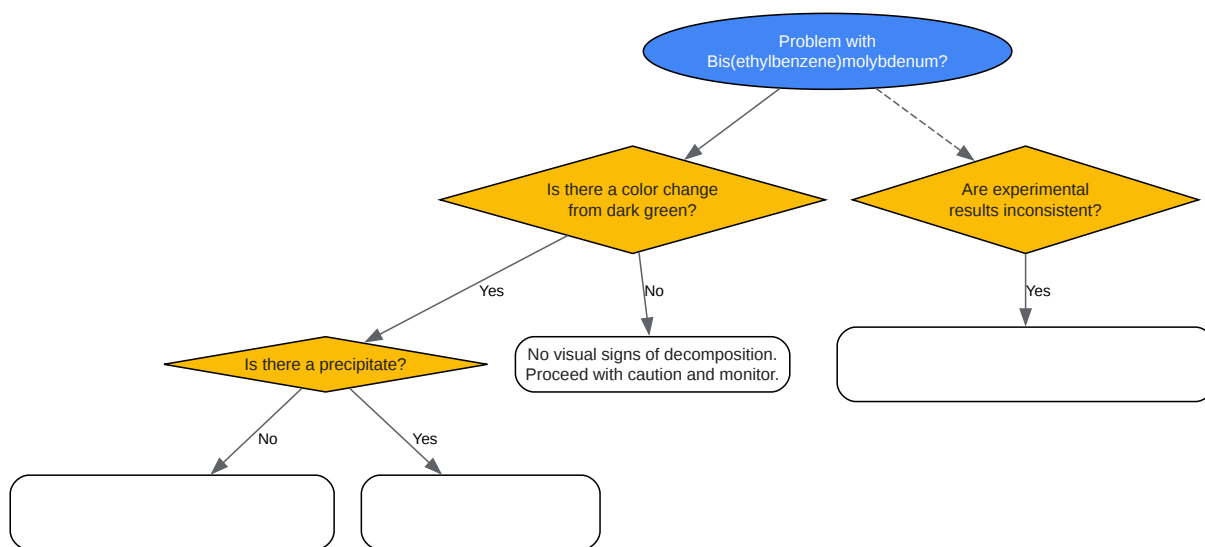 Problem with
Bis(ethylbenzene)molybdenum?
Is there a color change
from dark green?
Are experimental
results inconsistent?
Yes
No
Yes
Is there a precipitate?
No visual signs of decomposition.
Proceed with caution and monitor.
No
Yes